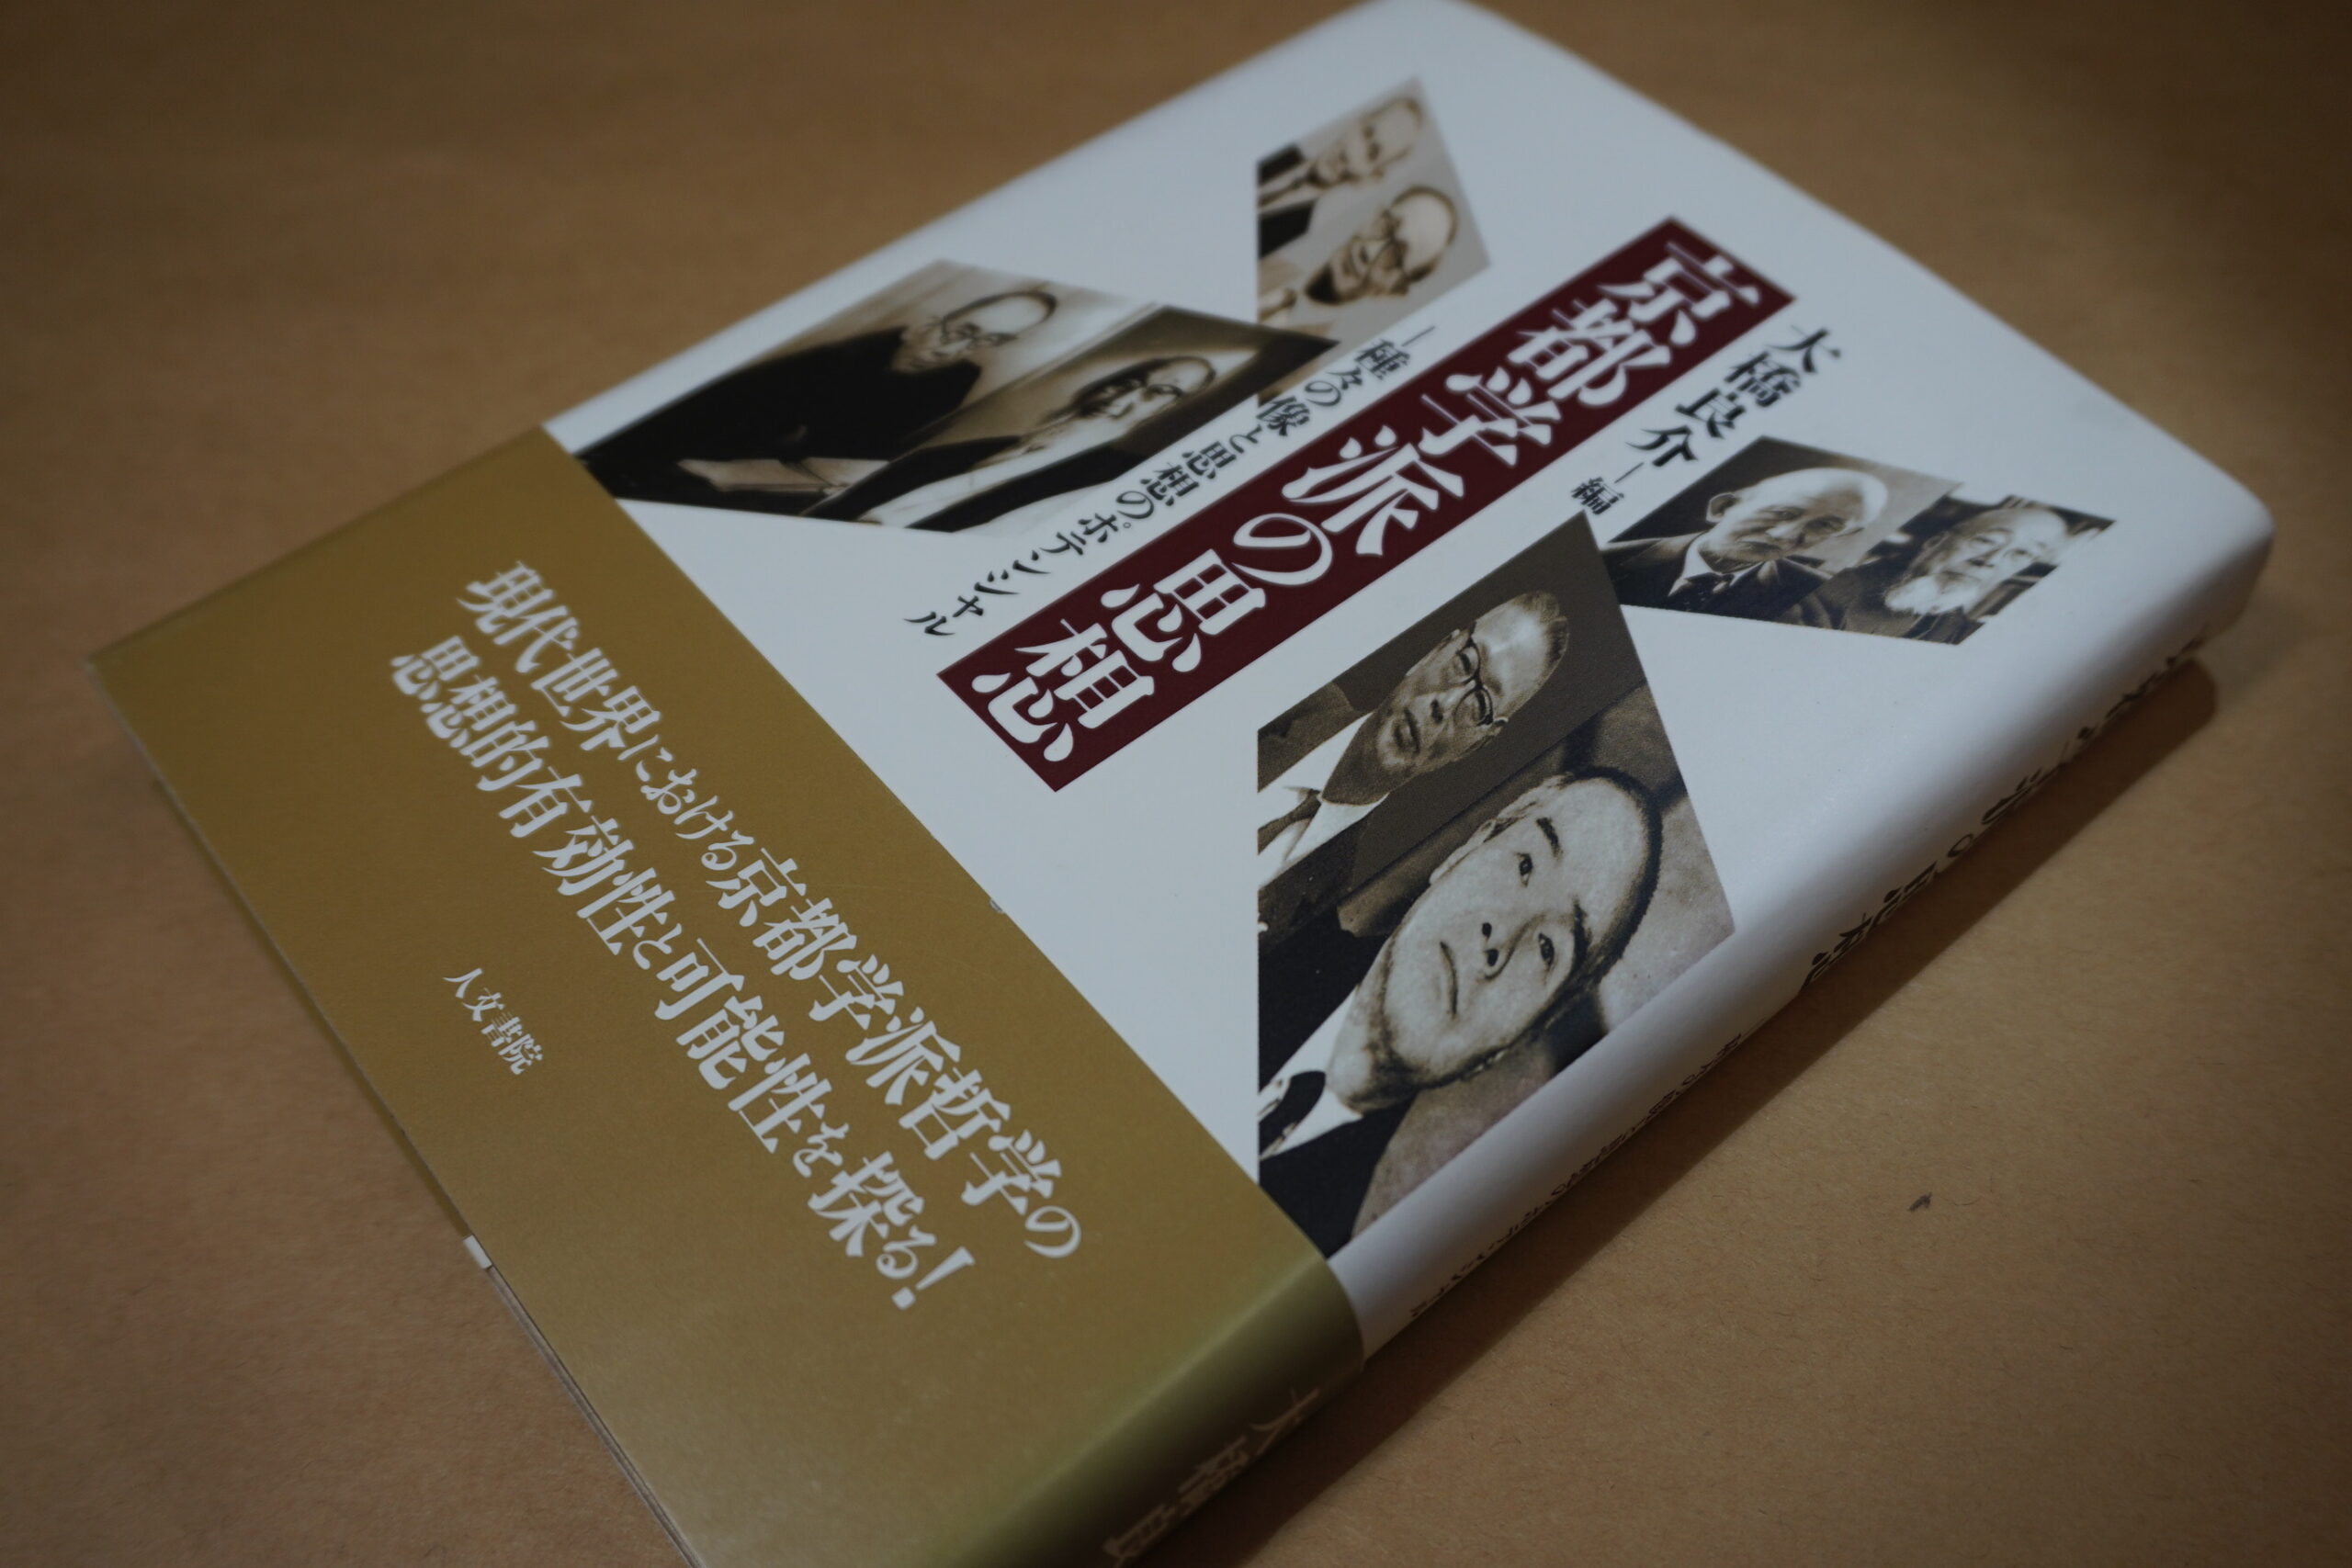 大橋良介―編
京都学派の思想
―種々の像と思想のポテンシャル
現代世界における京都学派哲学の
思想的有効性と可能性を探る!
人文書院